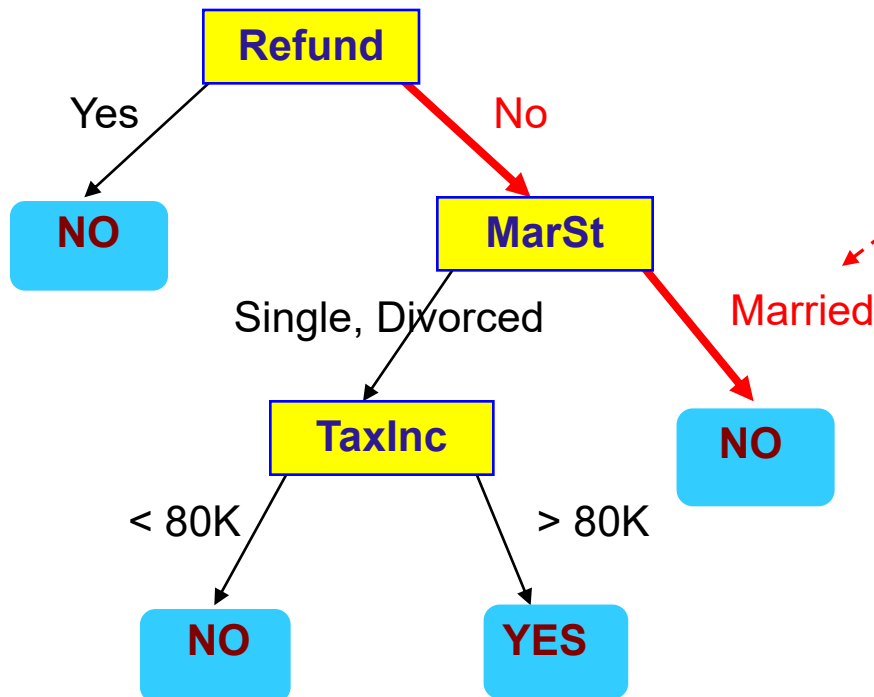 Refund
Yes
No
NO
MarSt
Single, Divorced
Married
TaxInc
NO
< 80K
> 80K
NO
YES